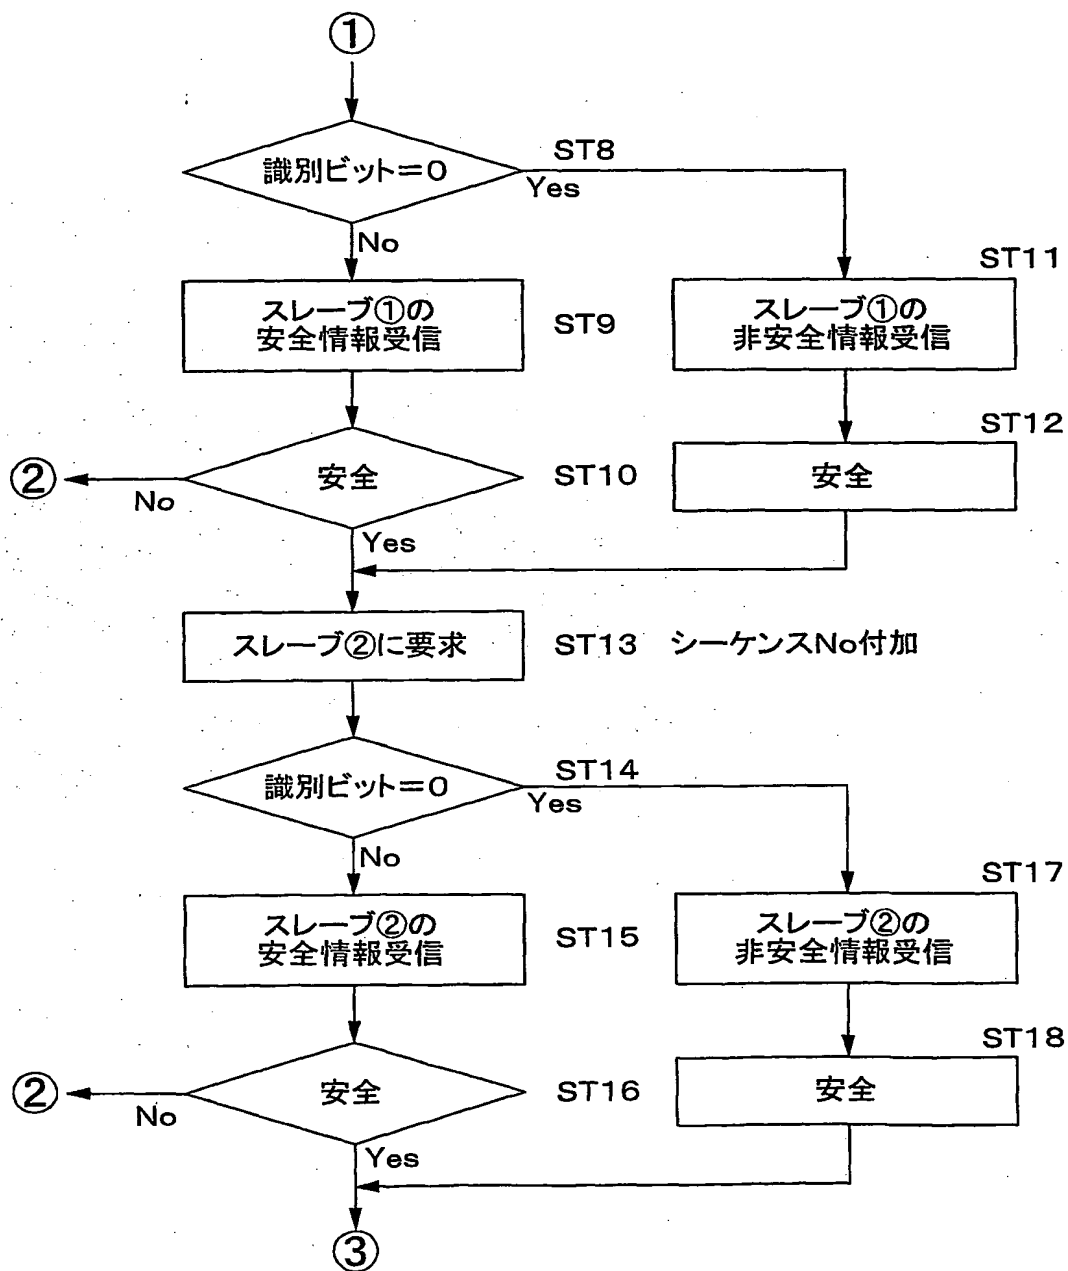 ①
識別ビット=0
ST8
Yes
No
スレーブ①の
安全情報受信
ST9
ST11
スレーブ①の
非安全情報受信
②
No
安全
ST10
Yes
ST12
安全
スレーブ②に要求
ST13 シーケンスNo付加
識別ビット=0
ST14
Yes
No
スレーブ②の
安全情報受信
ST15
ST17
スレーブ②の
非安全情報受信
②
No
安全
ST16
Yes
ST18
安全
③